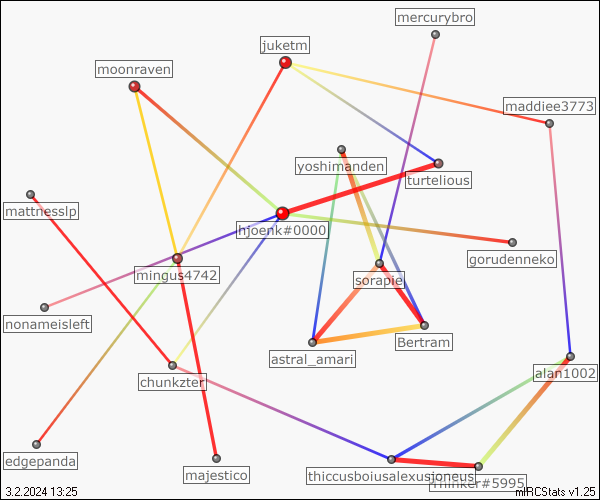 mercurybro
juketm
moonraven
maddiee3773
yoshimanden
turtelious
mattnesslp
hjoenk#0000
gorudenneko
mingus4742
sorapie
nonameisleft
Bertram
astral_amari
alan1002
chunkzter
edgepanda
majestico
thiccusboiusalexusjoneus
Thinker#5995
3.2.2024 13:25
mIRCStats v1.25